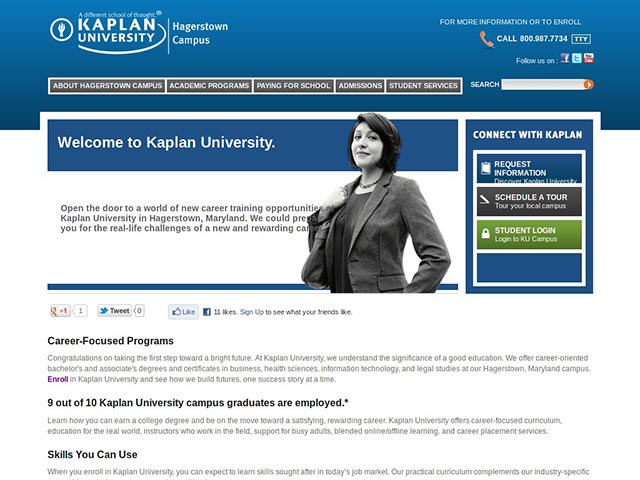 A different school of thought.®
KAPLAN
UNIVERSITY
Hagerstown
Campus
FOR MORE INFORMATION OR TO ENROLL
CALL 800.987.7734 TTY
Follow us on :
ABOUT HAGERSTOWN CAMPUS ACADEMIC PROGRAMS PAYING FOR SCHOOL ADMISSIONS STUDENT SERVICES SEARCH
Welcome to Kaplan University.
Open the door to a world of new career training opportunities
Kaplan University in Hagerstown, Maryland. We could
you for the real-life challenges of a new and rewarding
CONNECT WITH KAPLAN
REQUEST
INFORMATION
Discover Kaplan University
SCHEDULE A TOUR
Tour your local campus
STUDENT LOGIN
Login to KU Campus
+1 1 Tweet 0 Like 11 likes. Sign Up to see what your friends like.
Career-Focused Programs
Congratulations on taking the first step toward a bright future. At Kaplan University, we understand the significance of a good education. We offer career-oriented
bachelor's and associate's degrees and certificates in business, health sciences, information technology, and legal studies at our Hagerstown, Maryland campus.
Enroll in Kaplan University and see how we build futures, one success story at a time.
9 out of 10 Kaplan University campus graduates are employed.*
Learn how you can earn a college degree and be on the move toward a satisfying, rewarding career. Kaplan University offers career-focused curriculum,
education for the real world, instructors who work in the field, support for busy adults, blended online/offline learning, and career placement services.
Skills You Can Use
When you enroll in Kaplan University, you can expect to learn skills sought after in today's job market. Our practical curriculum complements our industry-specific